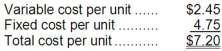 Variable cost per unit ...... $2.45
Fixed cost per unit ............ 4.75
Total cost per unit ............ $7.20